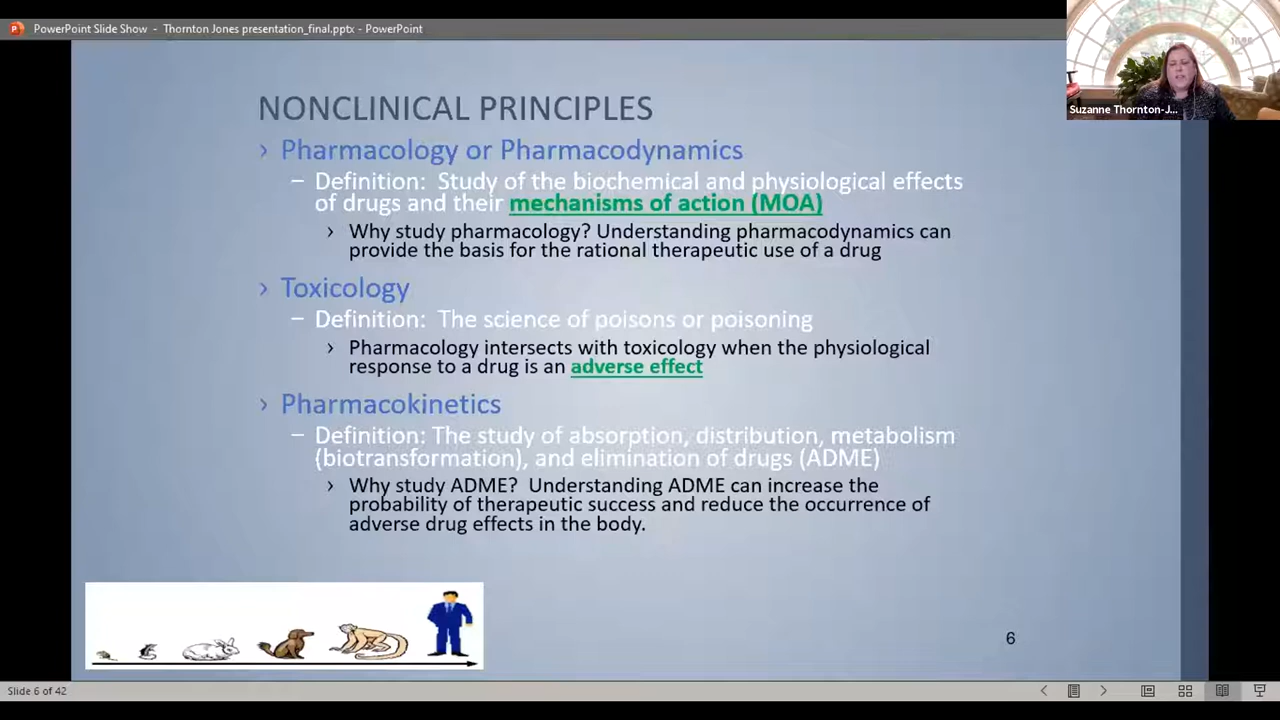 PowerPoint Slide Show - Thornton Jones presentation_final.pptx - PowerPoint
Suzanne Thornton-J...
NONCLINICAL PRINCIPLES
› Pharmacology or Pharmacodynamics
– Definition: Study of the biochemical and physiological effects
of drugs and their mechanisms of action (MOA)
› Why study pharmacology? Understanding pharmacodynamics can
provide the basis for the rational therapeutic use of a drug
› Toxicology
– Definition: The science of poisons or poisoning
› Pharmacology intersects with toxicology when the physiological
response to a drug is an adverse effect
› Pharmacokinetics
– Definition: The study of absorption, distribution, metabolism
(biotransformation), and elimination of drugs (ADME)
› Why study ADME? Understanding ADME can increase the
probability of therapeutic success and reduce the occurrence of
adverse drug effects in the body.
6
Slide 6 of 42